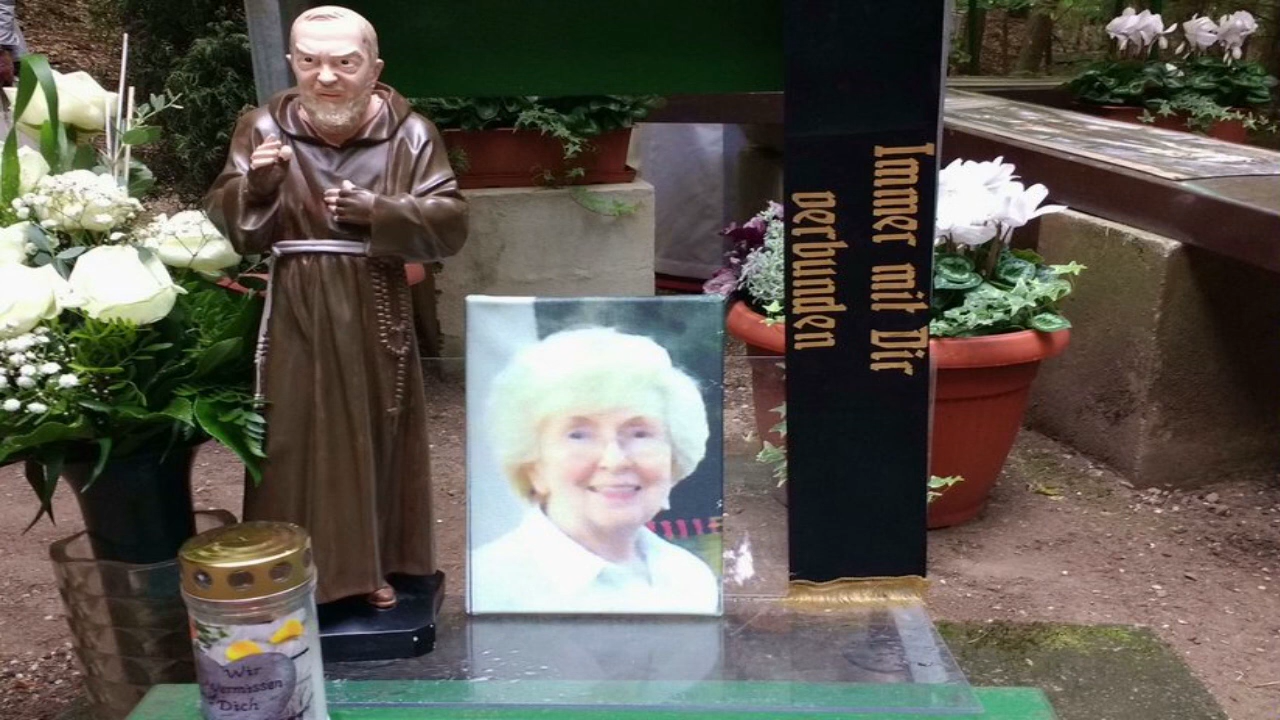 Immer mit Dir
verbunden
Wir
vermissen
Dich